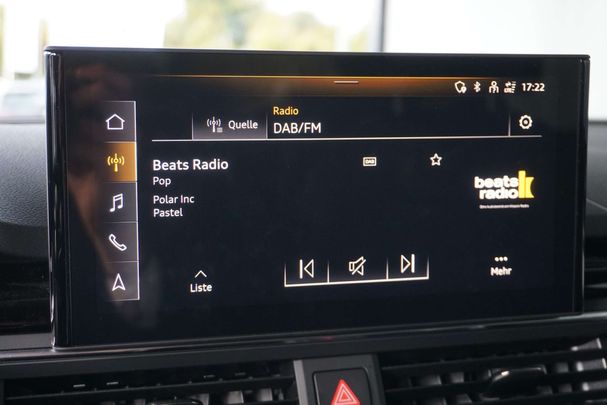 17:22
Radio
Quelle
DAB/FM
Beats Radio
Pop
Polar Inc
Pastel
beats
radio
Liste
Mehr